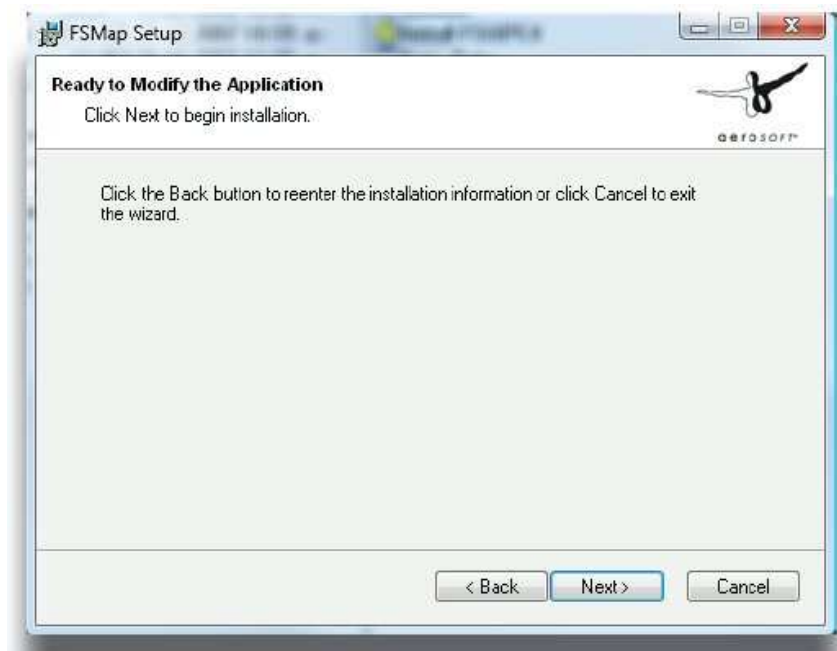 FSMap Setup
Ready to Modify the Application
Click Next to begin installation.
aerosoft™
Click the Back button to reenter the installation information or click Cancel to exit
the wizard.
< Back
Next >
Cancel